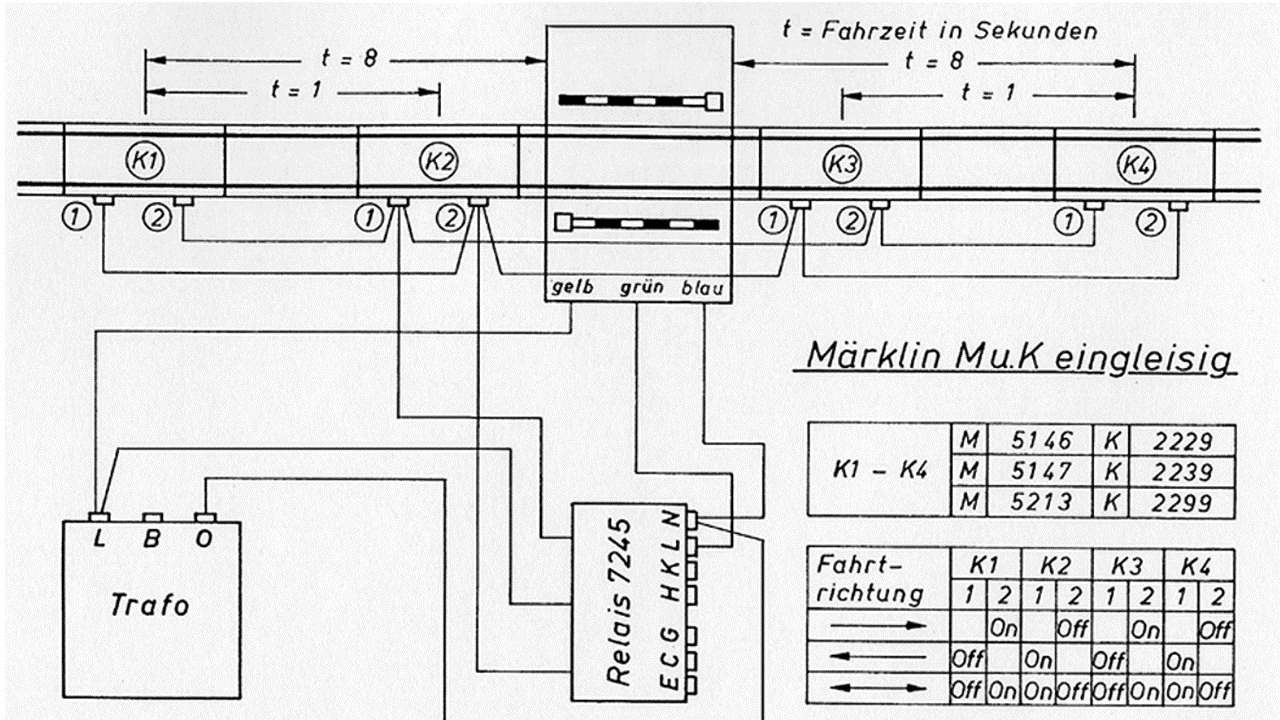 t = Fahrzeit in Sekunden
t = 8
t = 8
t = 1
t = 1
K1
K2
K3
K4
1 2 1 2 1 2 1 2
gelb grün blau
Märklin M u. K eingleisig
K1 - K4
M 5146 K 2229
M 5147 K 2239
M 5213 K 2299
L B O
Trafo
Relais 7245
N
L
K
H
G
C
E
Fahrt-
richtung
K1 K2 K3 K4
1 2 1 2 1 2 1 2
On Off On Off
Off On Off On
Off On On Off Off On On Off